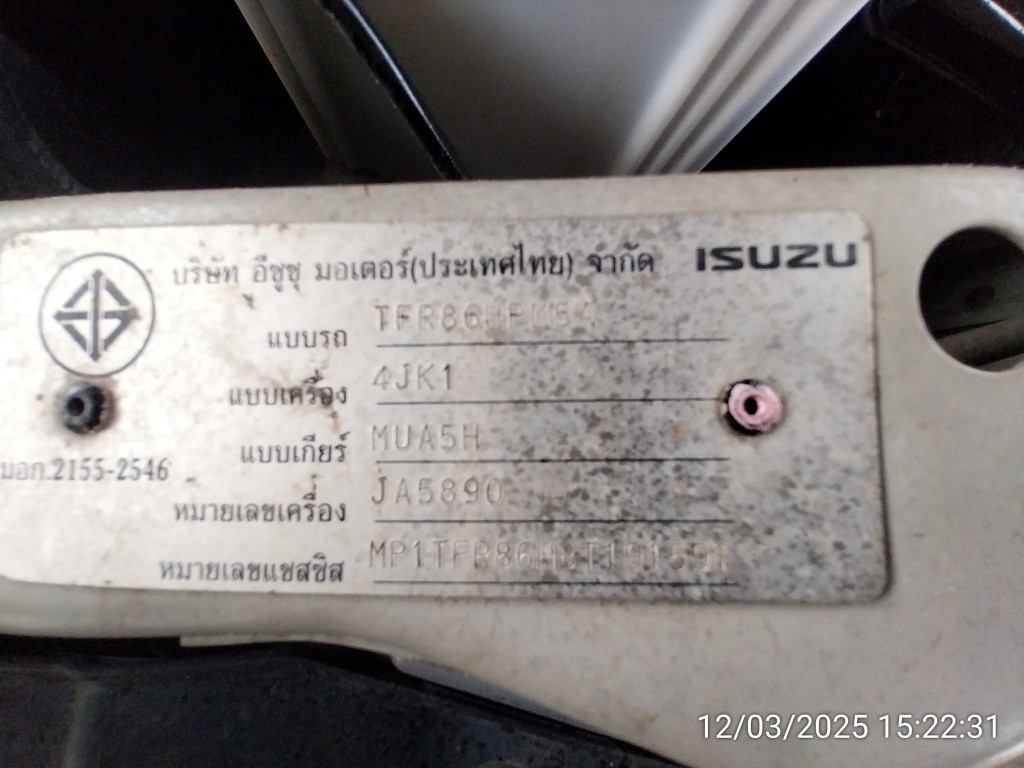 บริษัท อีซูซุ มอเตอร์(ประเทศไทย) จำกัด ISUZU
แบบรถ
แบบเครื่อง 4JK1
แบบเกียร์ MUA5H
มอก.2155-2546
หมายเลขเครื่อง JA5890
หมายเลขแชสซิส
12/03/2025 15:22:31